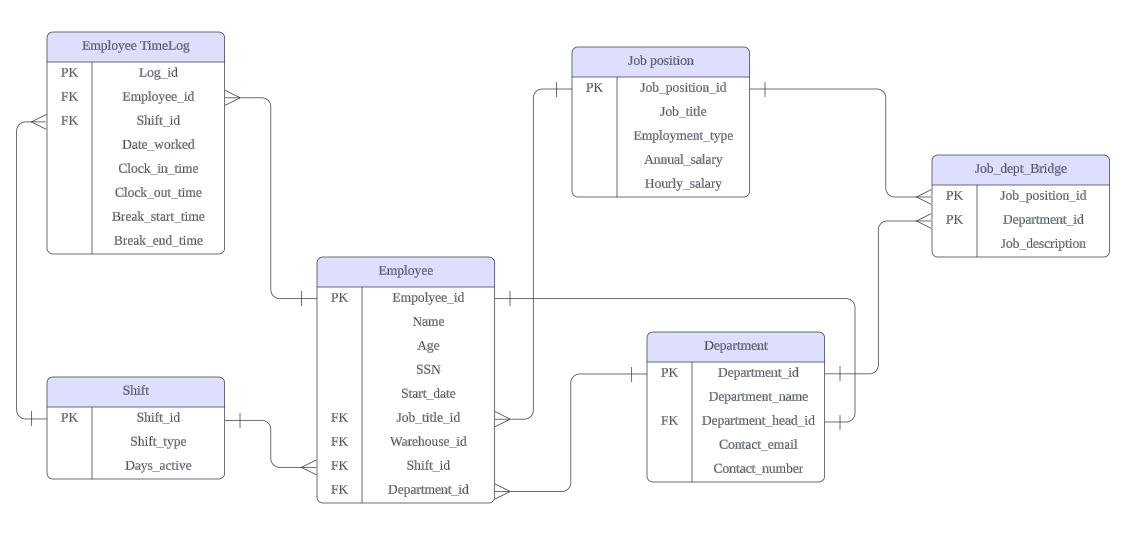 Employee TimeLog
PK Log_id
FK Employee_id
FK Shift_id
Date_worked
Clock_in_time
Clock_out_time
Break_start_time
Break_end_time
Job position
PK Job_position_id
Job_title
Employment_type
Annual_salary
Hourly_salary
Job_dept_Bridge
PK Job_position_id
PK Department_id
Job_description
Employee
PK Empolyee_id
Name
Age
SSN
Start_date
FK Job_title_id
FK Warehouse_id
FK Shift_id
FK Department_id
Department
PK Department_id
Department_name
FK Department_head_id
Contact_email
Contact_number
Shift
PK Shift_id
Shift_type
Days_active